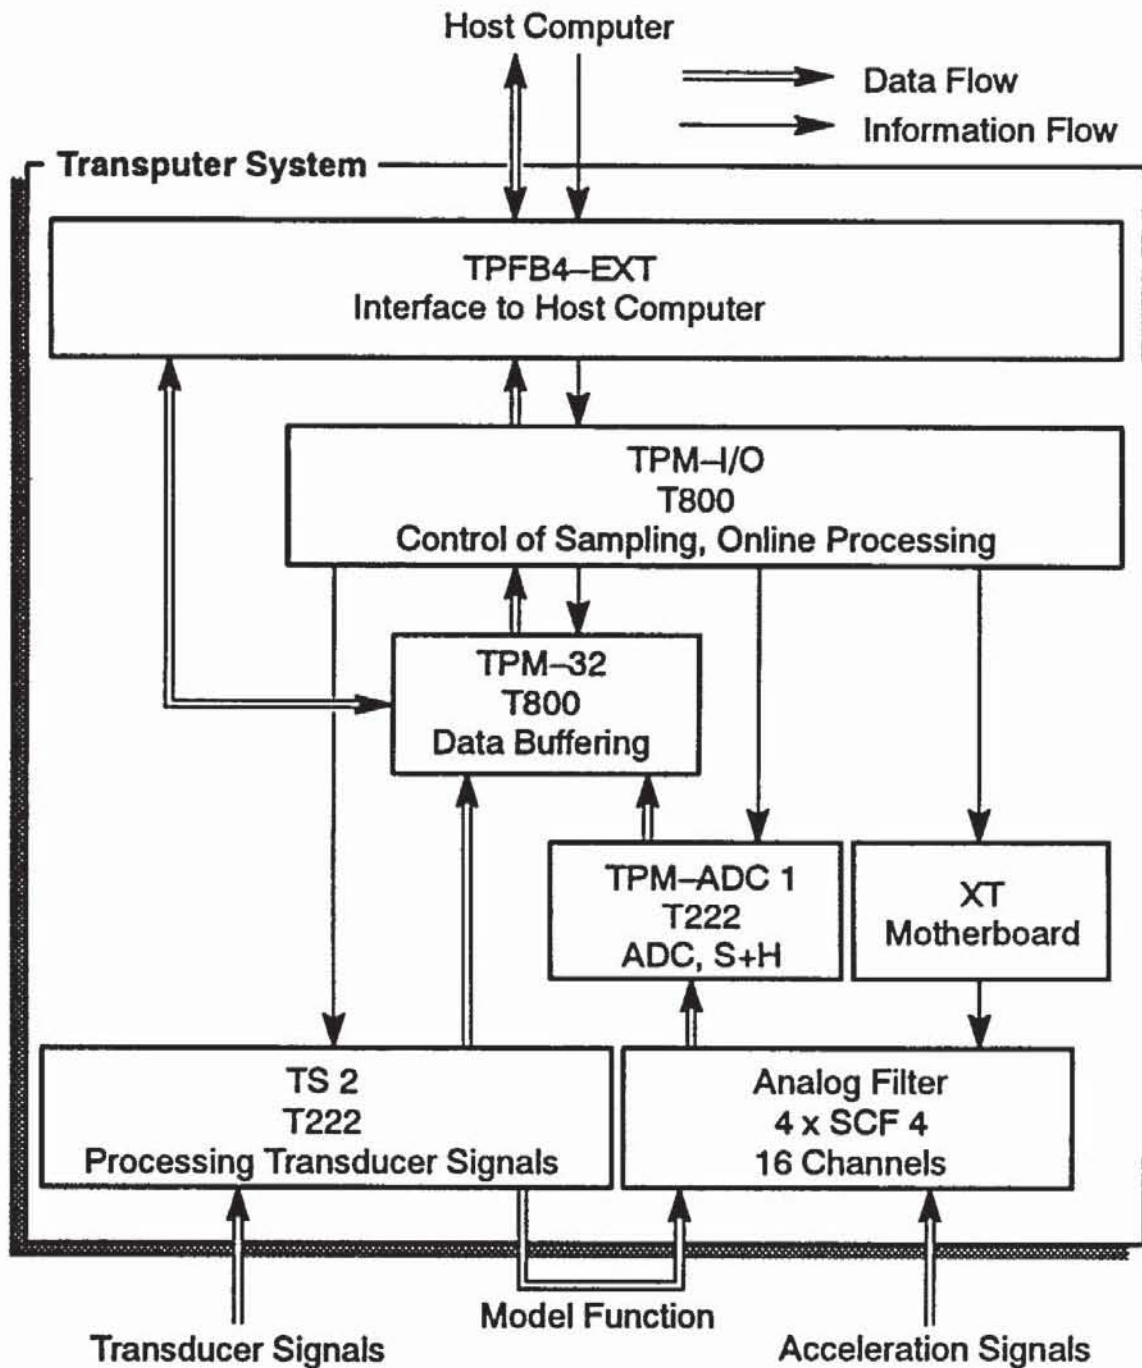 Host Computer
Data Flow
Information Flow
Transputer System
TPFB4–EXT
Interface to Host Computer
TPM–I/O
T800
Control of Sampling, Online Processing
TPM–32
T800
Data Buffering
TPM–ADC 1
T222
ADC, S+H
XT
Motherboard
TS 2
T222
Processing Transducer Signals
Analog Filter
4 x SCF 4
16 Channels
Model Function
Transducer Signals
Acceleration Signals